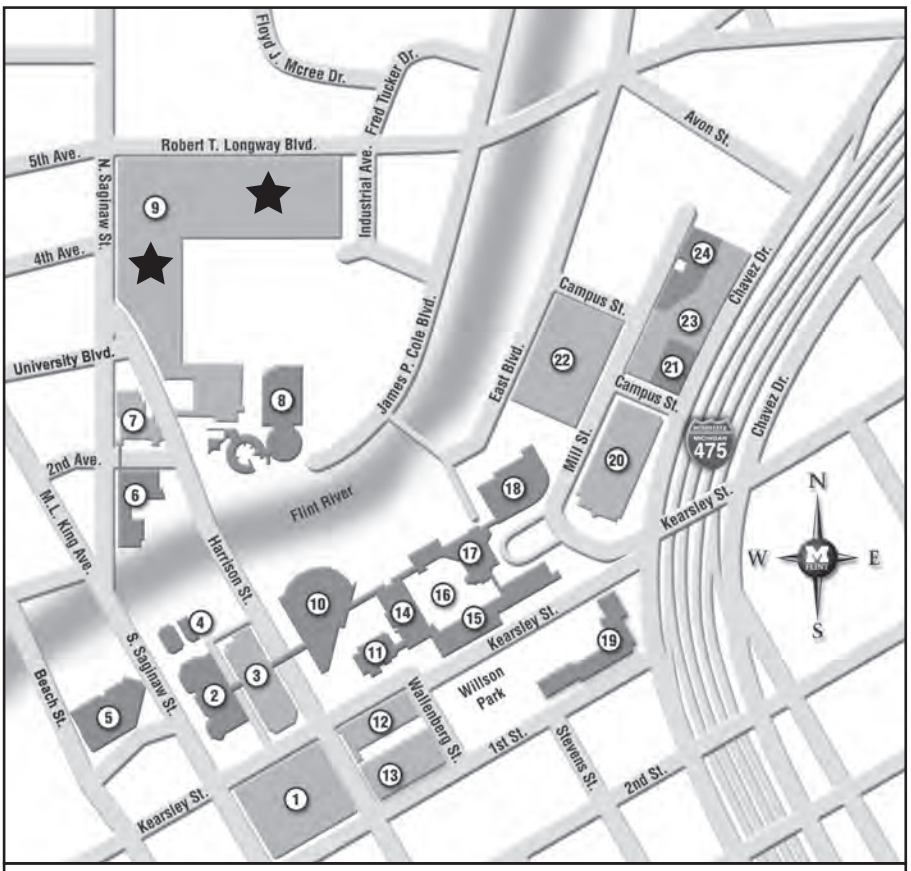 Floyd J. Mcree Dr.
Fred Tucker Dr.
Robert T. Longway Blvd.
5th Ave.
N. Saginaw St.
Industrial Ave.
Avon St.
9
4th Ave.
24
Chavez Dr.
Campus St.
23
University Blvd.
James P. Cole Blvd.
East Blvd.
22
21
Campus St.
Chavez Dr.
8
7
INTERSTATE
MICHIGAN
475
2nd Ave.
Mill St.
20
6
18
Flint River
Kearsley St.
N
M.L. King Ave.
Harrison St.
17
W
M
FLINT
E
10
16
14
15
S
4
Kearsley St.
11
19
3
S. Saginaw St.
2
Beach St.
5
Willson
Park
Wallenberg St.
12
1st St.
13
Stevens St.
2nd St.
1
Kearsley St.